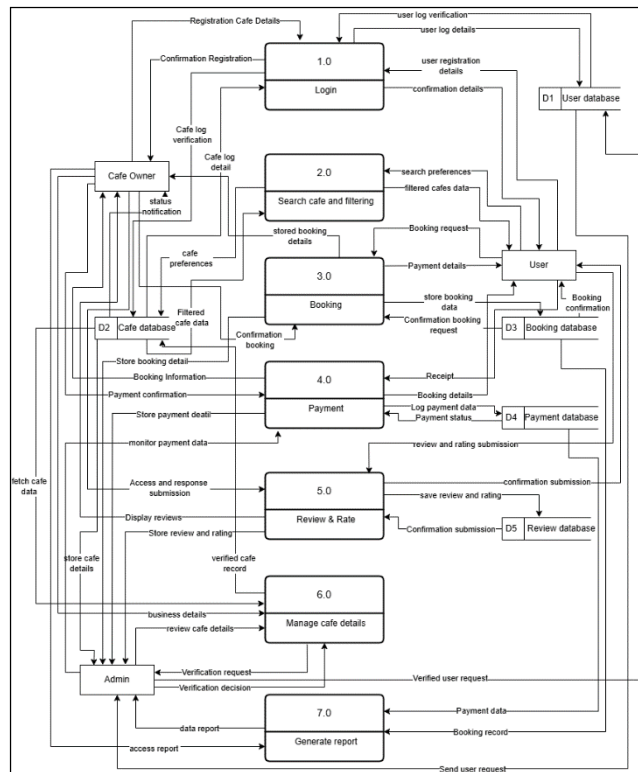 Registration Cafe Details
user log verification
user log details
Confirmation Registration
1.0
user registration
details
Login
confirmation details
D1
User database
Cafe log
verification
Cafe log
detail
Cafe Owner
2.0
search preferences
Search cafe and filtering
filtered cafes data
status
notification
stored booking
details
Booking request
cafe
preferences
3.0
Payment details
User
Booking
store booking
data
Booking
confirmation
D2
Cafe database
Filtered
cafe data
Confirmation
booking
Confirmation booking
request
D3
Booking database
Store booking detail
Booking Information
4.0
Receipt
Payment confirmation
Booking details
Payment
Log payment data
Payment status
D4
Payment database
Store payment deatil
monitor payment data
review and rating submission
fetch cafe
data
Access and response
submission
5.0
confirmation submission
save review and rating
Display reviews
Review & Rate
Store review and rating
Confirmation submission
D5
Review database
store cafe
details
verified cafe
record
6.0
business details
Manage cafe details
review cafe details
Verification request
Admin
Verification decision
Verified user request
7.0
Payment data
data report
Booking record
Generate report
access report
Send user request